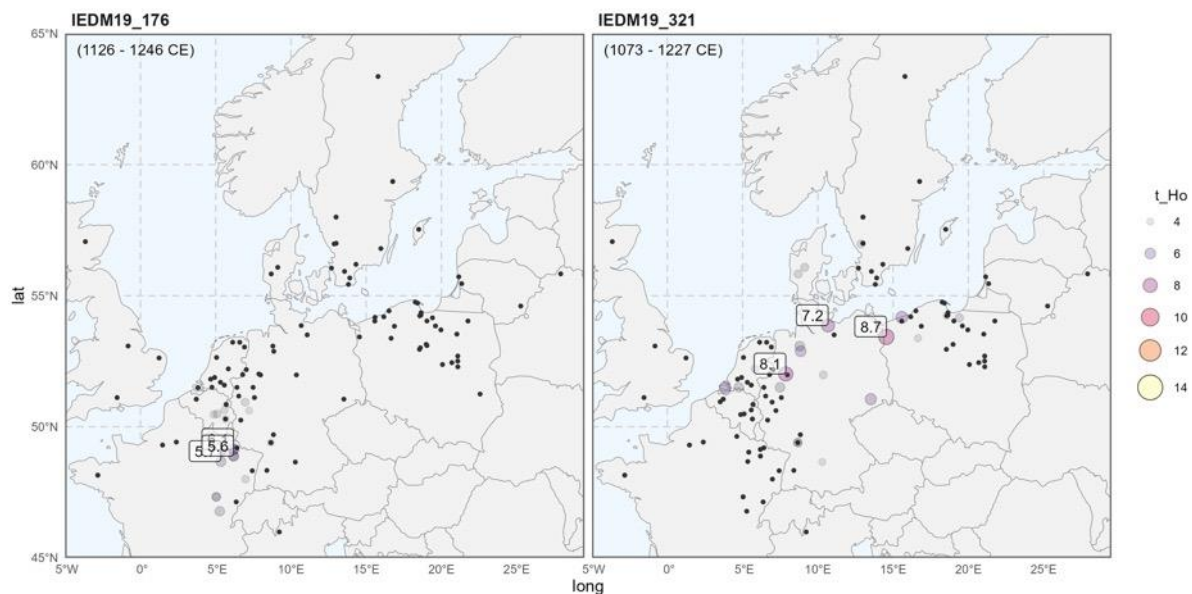 IEDM19_176
IEDM19_321
(1126 - 1246 CE)
(1073 - 1227 CE)
65°N
60°N
55°N
50°N
45°N
lat
7.2
8.7
8.1
5.6
5°W
0°
5°E
10°E
15°E
20°E
25°E
5°W
0°
5°E
10°E
15°E
20°E
25°E
long
t_Ho
4
6
8
10
12
14